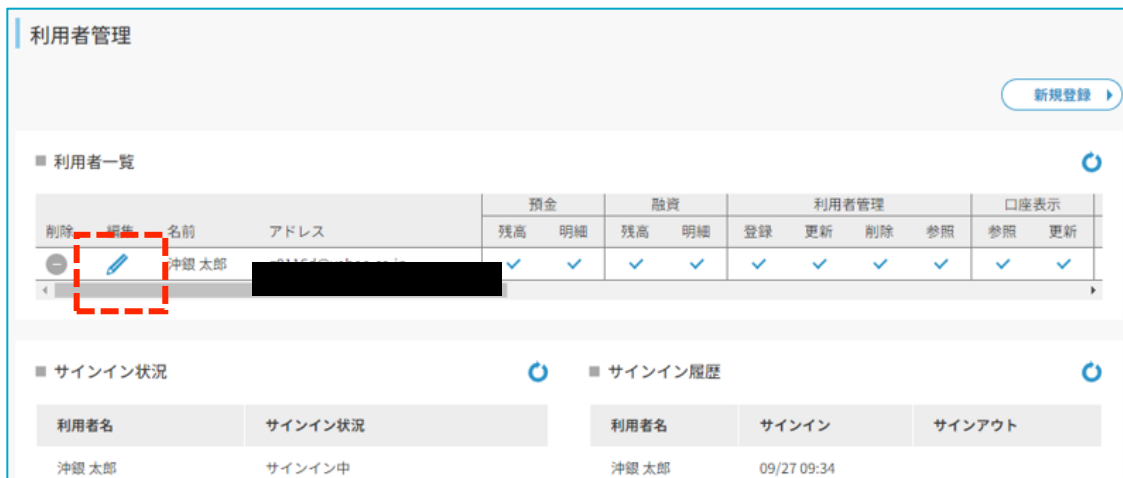 利用者管理
新規登録
利用者一覧
預金 融資 利用者管理 口座表示
削除 編集 名前 アドレス 残高 明細 残高 明細 登録 更新 削除 参照 参照 更新
沖銀 太郎
サインイン状況
サインイン履歴
利用者名 サインイン状況
利用者名 サインイン サインアウト
沖銀 太郎 サインイン中
沖銀 太郎 09/27 09:34